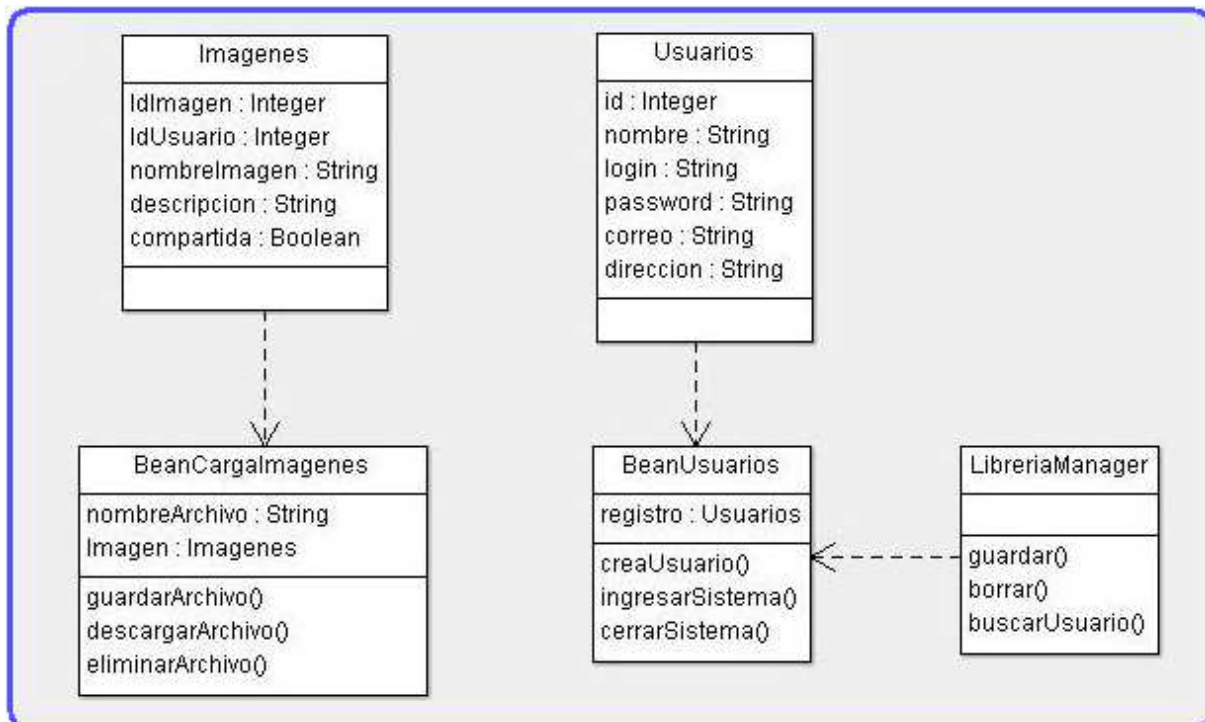 Imagenes
IdImagen : Integer
IdUsuario : Integer
nombreImagen : String
descripcion : String
compartida : Boolean
Usuarios
id : Integer
nombre : String
login : String
password : String
correo : String
direccion : String
BeanCargaImagenes
nombreArchivo : String
Imagen : Imagenes
guardarArchivo()
descargarArchivo()
eliminarArchivo()
BeanUsuarios
registro : Usuarios
creaUsuario()
ingresarSistema()
cerrarSistema()
LibreriaManager
guardar()
borrar()
buscarUsuario()